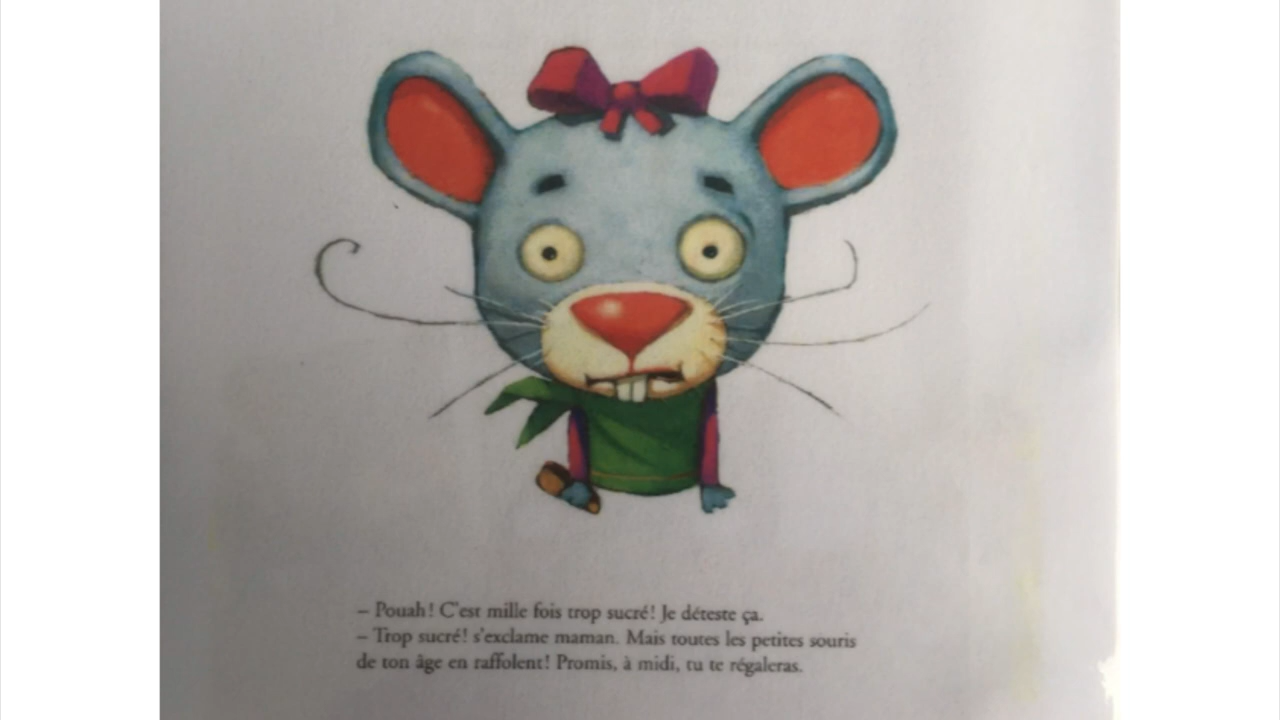 – Pouah! C'est mille fois trop sucré! Je déteste ça.
– Trop sucré! s'exclame maman. Mais toutes les petites souris
de ton âge en raffolent! Promis, à midi, tu te régaleras.